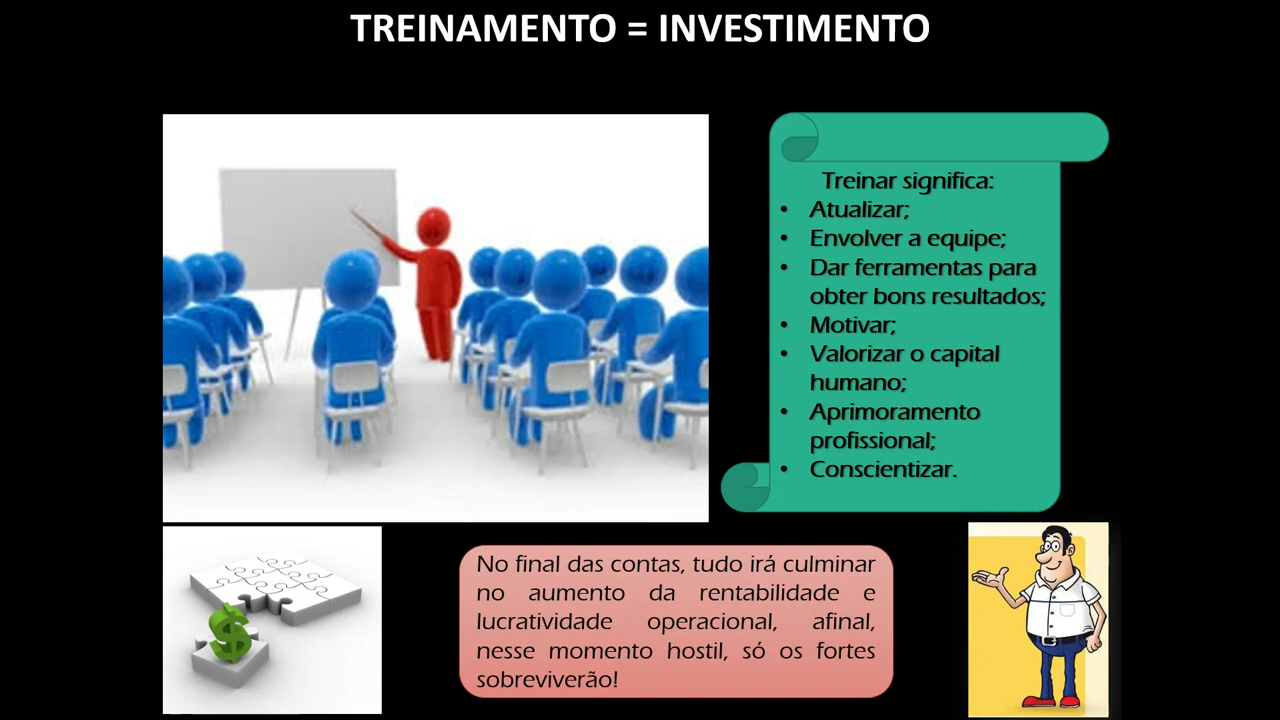 TREINAMENTO = INVESTIMENTO
Treinar significa:
• Atualizar;
• Envolver a equipe;
• Dar ferramentas para
obter bons resultados;
• Motivar;
• Valorizar o capital
humano;
• Aprimoramento
profissional;
• Conscientizar.
$
No final das contas, tudo irá culminar
no aumento da rentabilidade e
lucratividade operacional, afinal,
nesse momento hostil, só os fortes
sobreviverão!